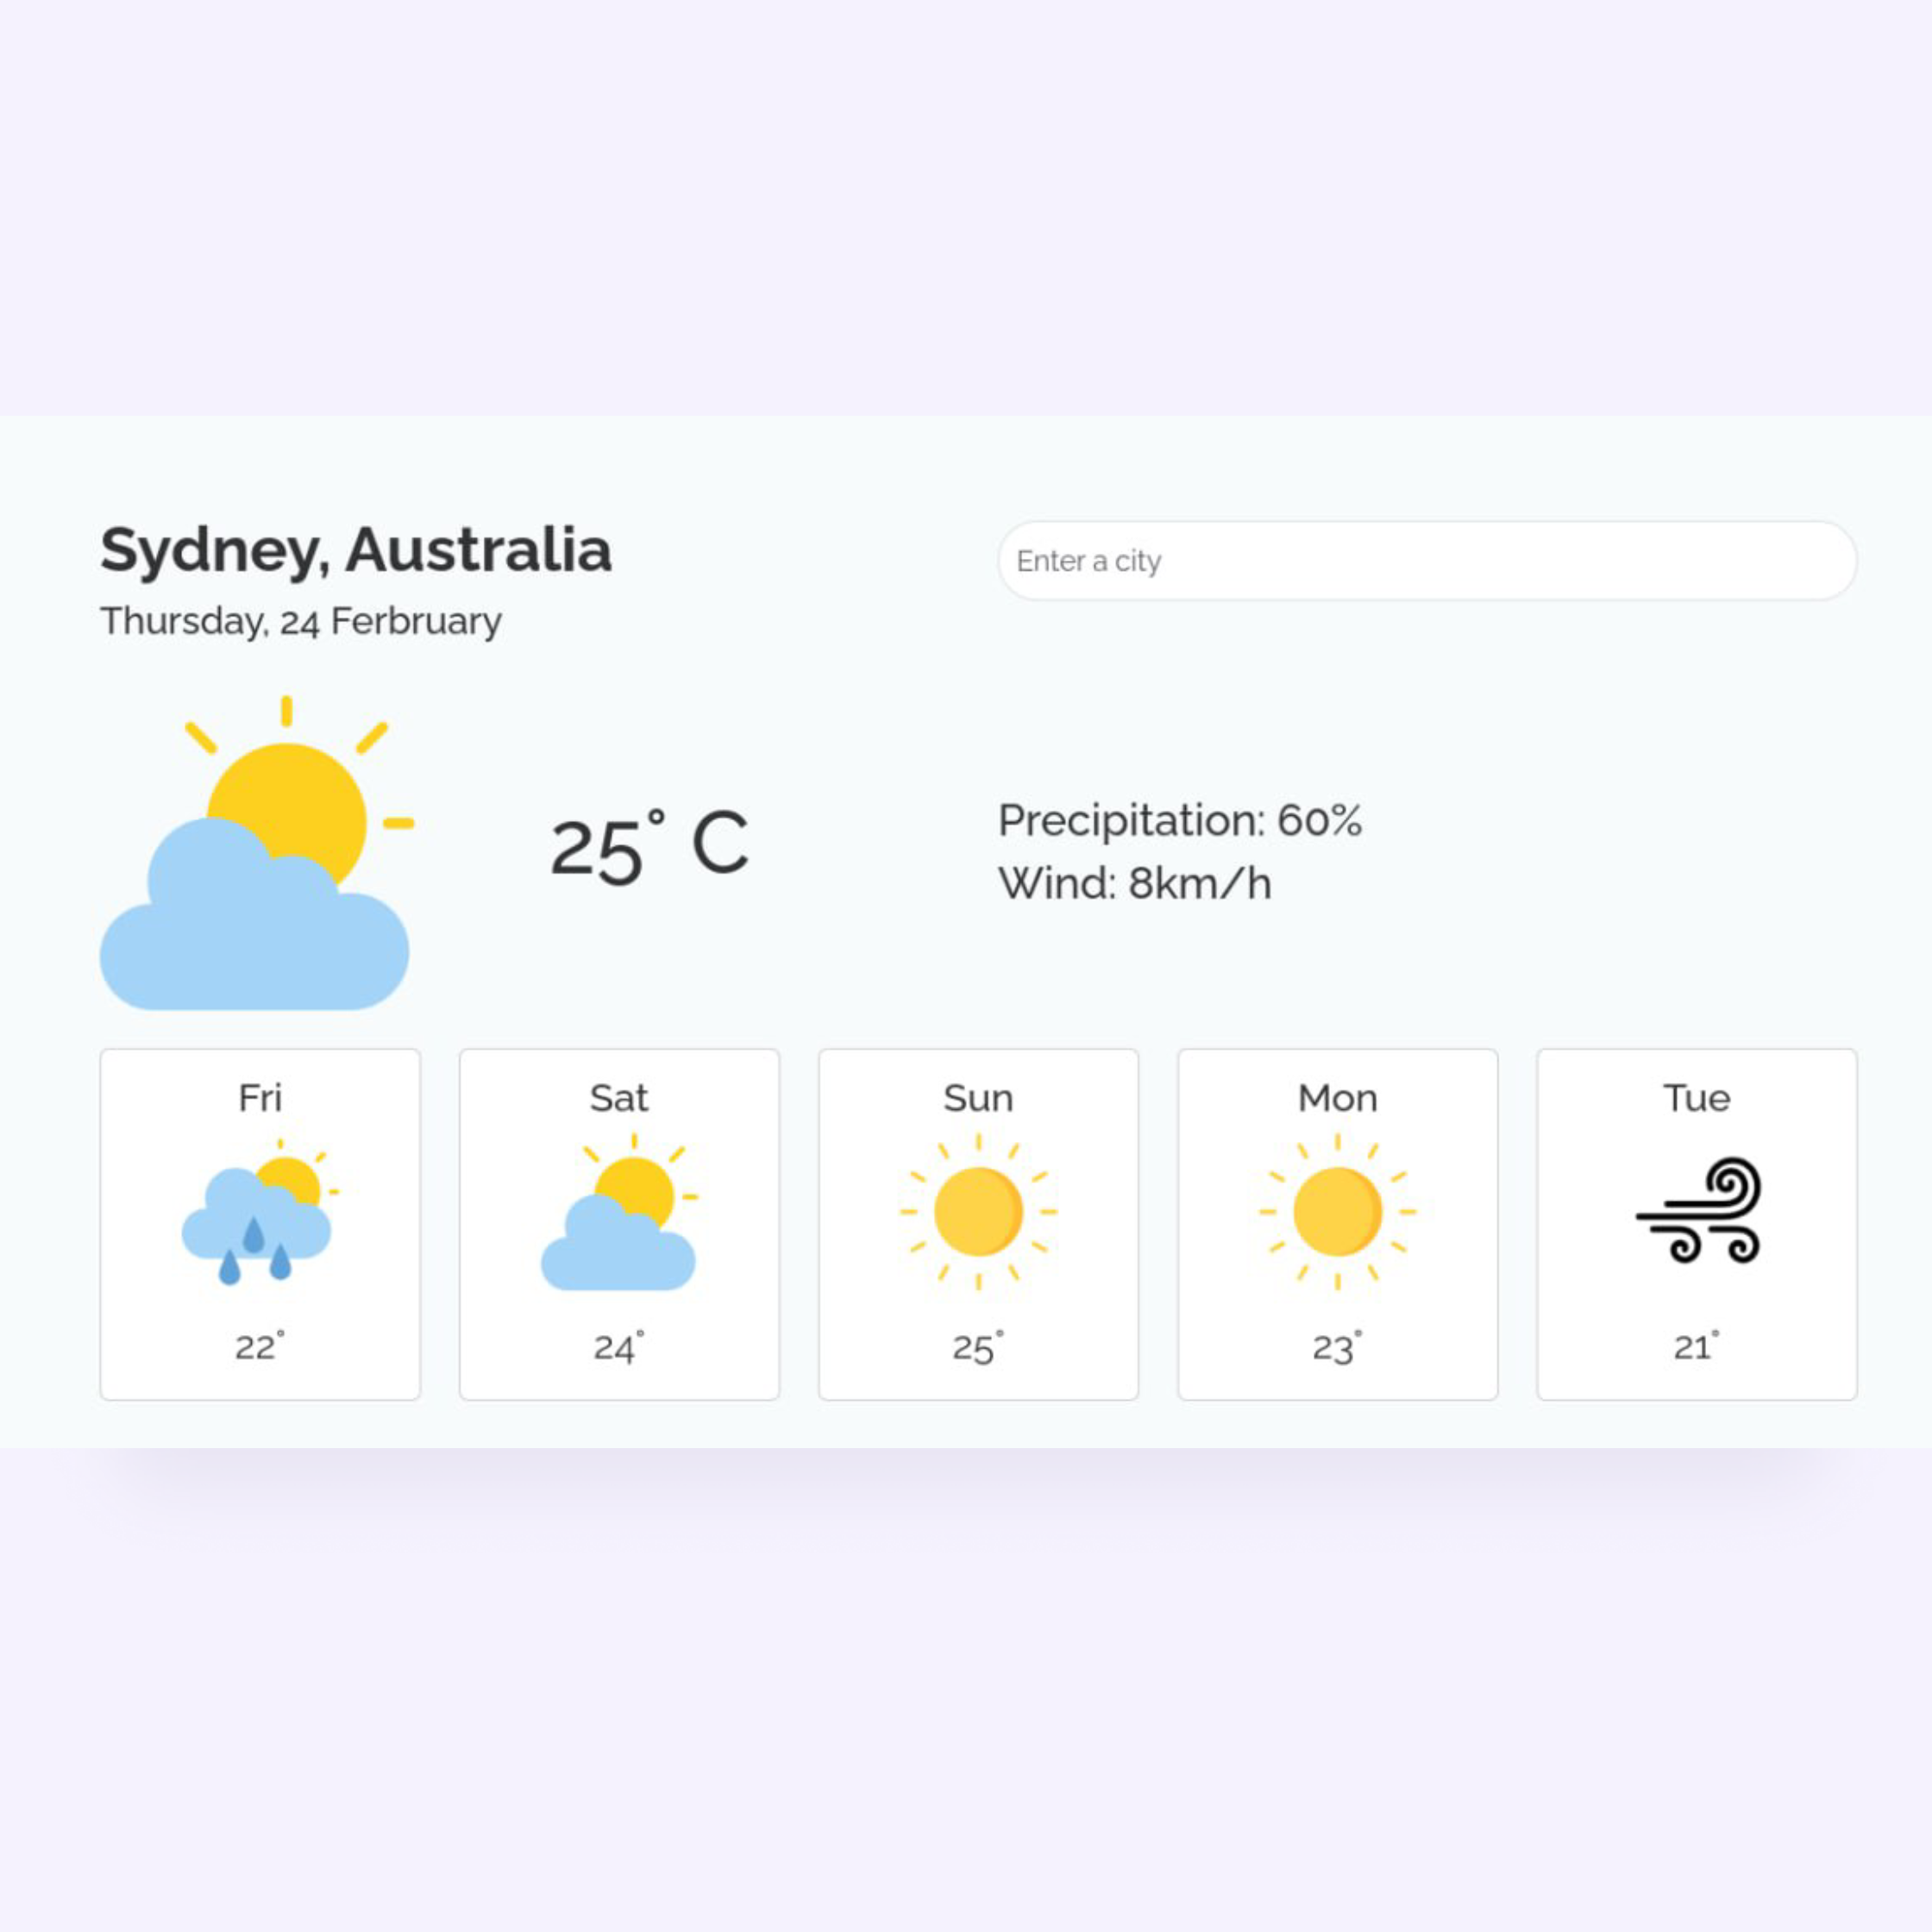 Sydney, Australia
Enter a city
Thursday, 24 Ferbruary
25° C
Precipitation: 60%
Wind: 8km/h
Fri
Sat
Sun
Mon
Tue
22°
24°
25°
23°
21°